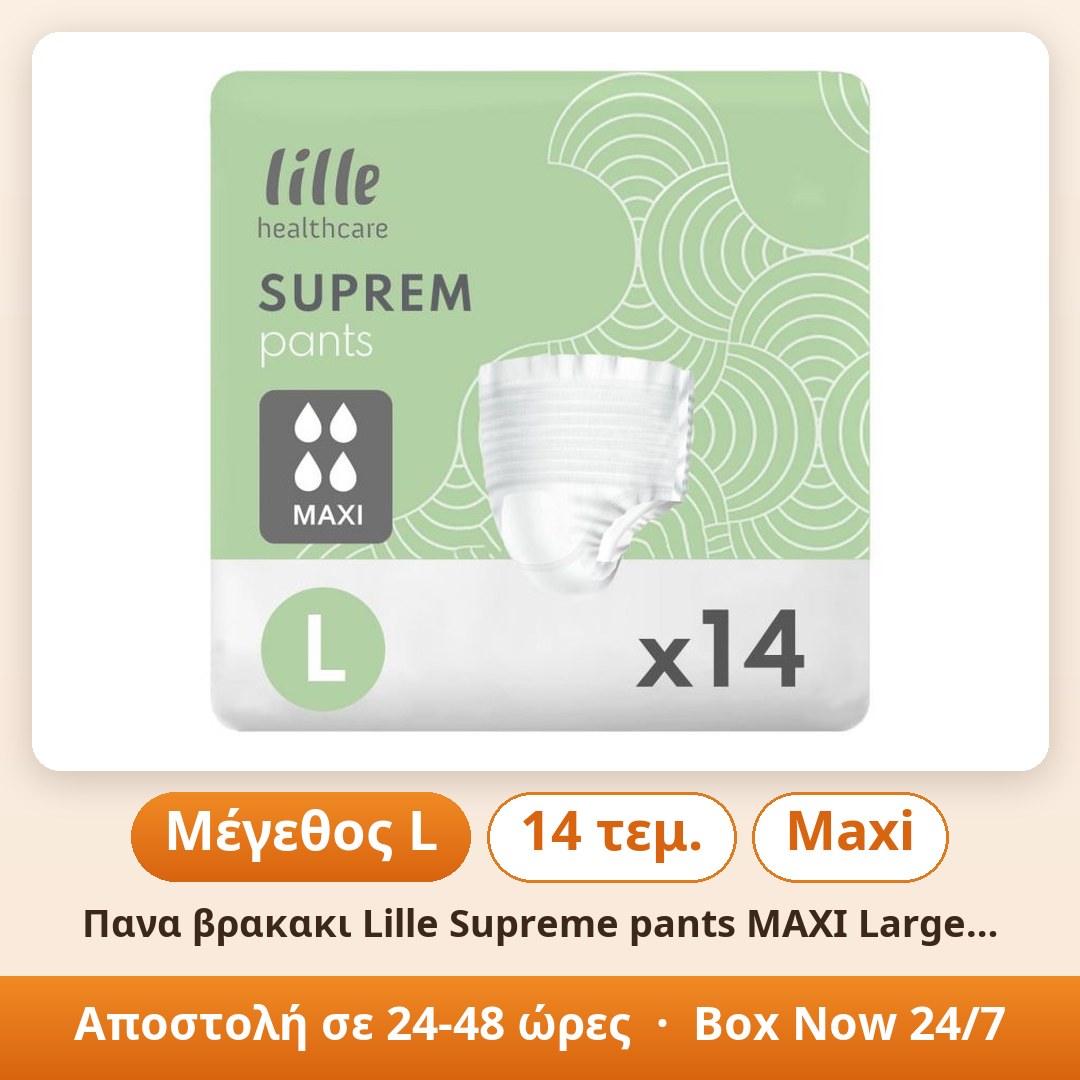 lille
healthcare
SUPREM
pants
MAXI
L
x14
Μέγεθος L
14 τεμ.
Maxi
Πανα βρακακι Lille Supreme pants MAXI Large...
Αποστολή σε 24-48 ώρες · Box Now 24/7